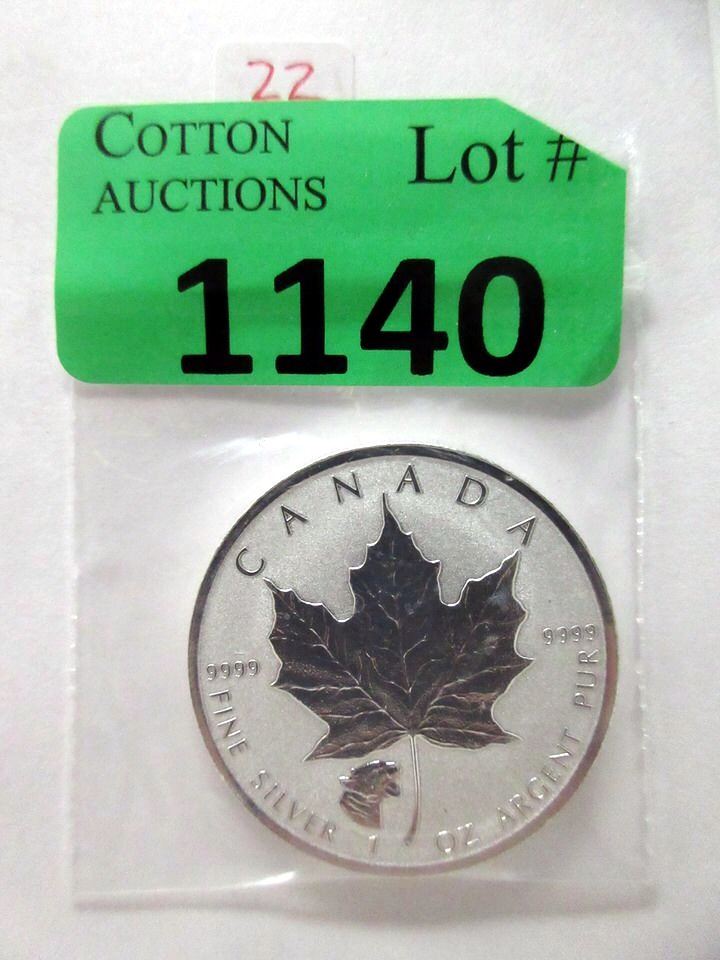 22
COTTON
AUCTIONS
Lot #
1140
CANADA
9999
9999
FINE SILVER 1 OZ ARGENT PUR